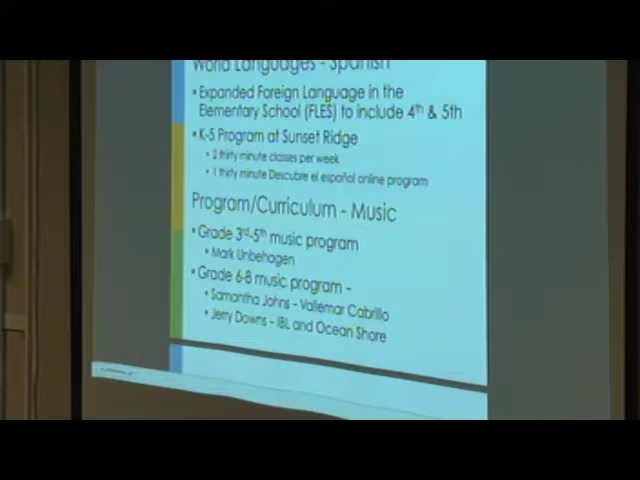 World Languages - Spanish
• Expanded Foreign Language in the
Elementary School (FLES) to include 4th & 5th
• K-5 Program at Sunset Ridge
• 2 thirty minute classes per week
• 1 thirty minute Descubre el español online program
Program/Curriculum - Music
• Grade 3rd-5th music program
• Mark Unbehagen
• Grade 6-8 music program –
• Samantha Johns - Vallemar Cabrillo
• Jerry Downs - IBL and Ocean Shore